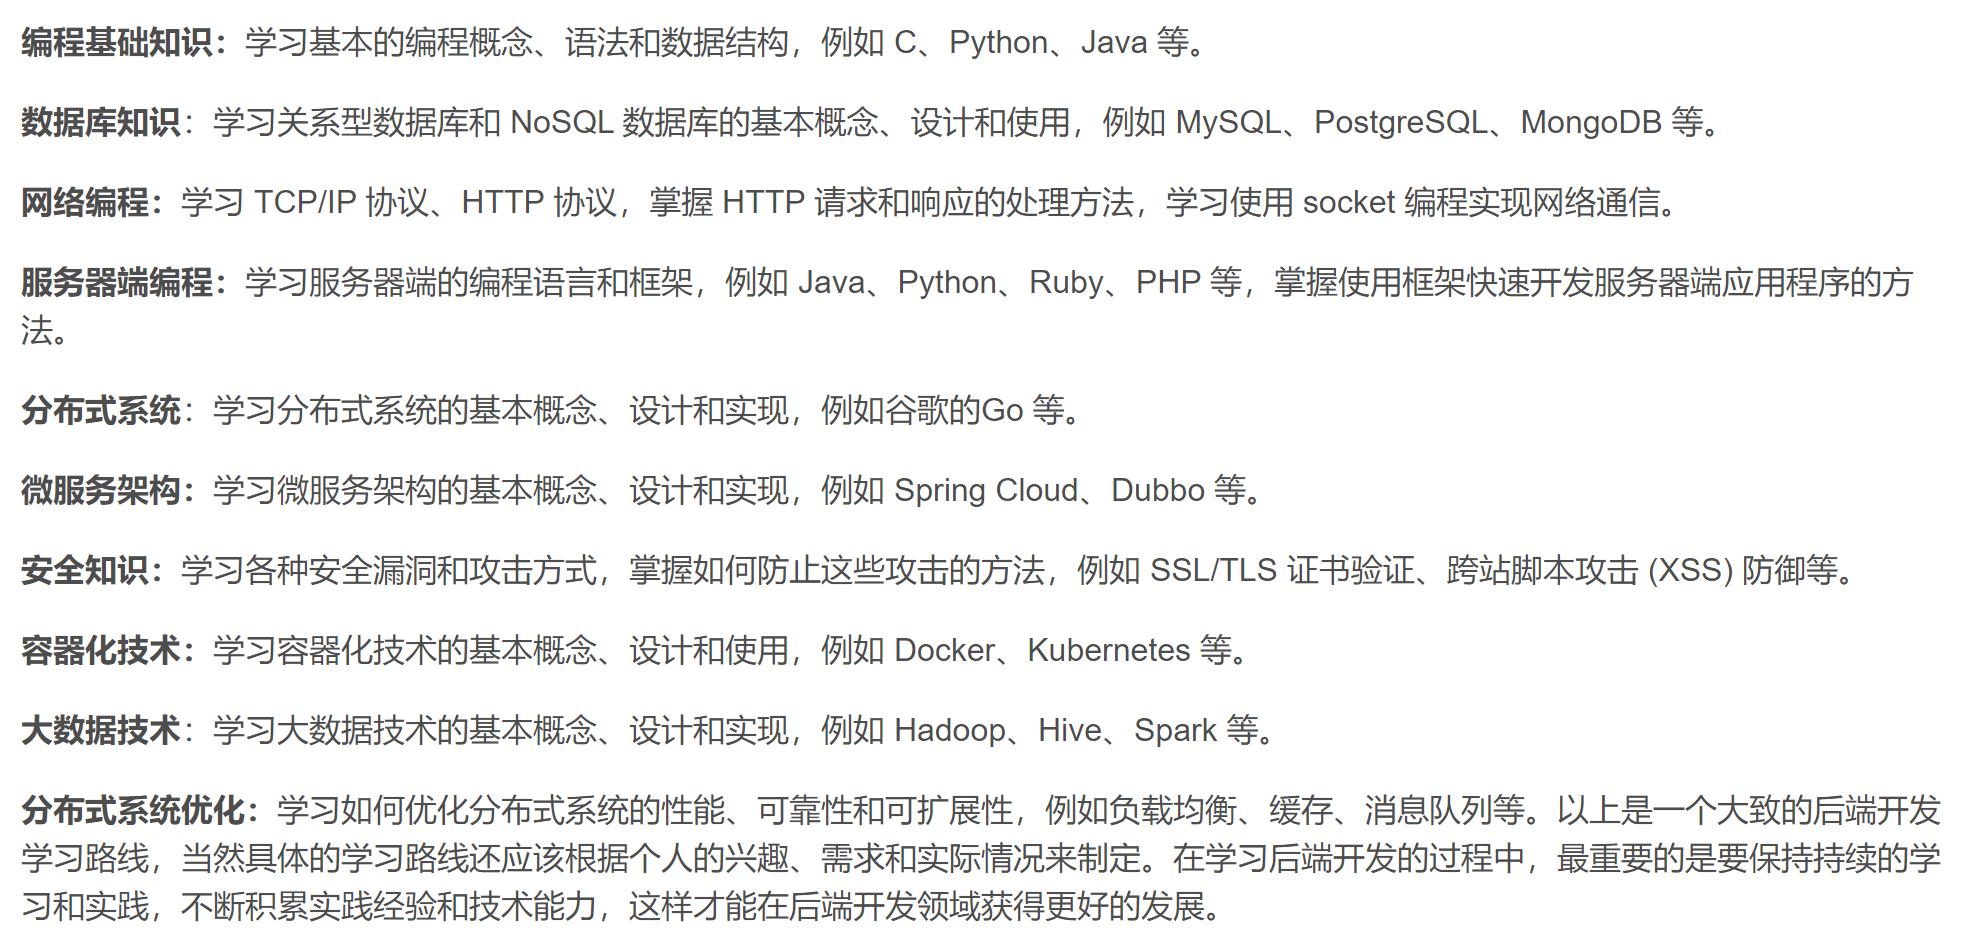 编程基础知识：学习基本的编程概念、语法和数据结构，例如 C、Python、Java 等。
数据库知识：学习关系型数据库和 NoSQL 数据库的基本概念、设计和使用，例如 MySQL、PostgreSQL、MongoDB 等。
网络编程：学习 TCP/IP 协议、HTTP 协议，掌握 HTTP 请求和响应的处理方法，学习使用 socket 编程实现网络通信。
服务器端编程：学习服务器端的编程语言和框架，例如 Java、Python、Ruby、PHP 等，掌握使用框架快速开发服务器端应用程序的方
法。
分布式系统：学习分布式系统的基本概念、设计和实现，例如谷歌的Go 等。
微服务架构：学习微服务架构的基本概念、设计和实现，例如 Spring Cloud、Dubbo 等。
安全知识：学习各种安全漏洞和攻击方式，掌握如何防止这些攻击的方法，例如 SSL/TLS 证书验证、跨站脚本攻击 (XSS) 防御等。
容器化技术：学习容器化技术的基本概念、设计和使用，例如 Docker、Kubernetes 等。
大数据技术：学习大数据技术的基本概念、设计和实现，例如 Hadoop、Hive、Spark 等。
分布式系统优化：学习如何优化分布式系统的性能、可靠性和可扩展性，例如负载均衡、缓存、消息队列等。以上是一个大致的后端开发
学习路线，当然具体的学习路线还应该根据个人的兴趣、需求和实际情况来制定。在学习后端开发的过程中，最重要的是要保持持续的学
习和实践，不断积累实践经验和技术能力，这样才能在后端开发领域获得更好的发展。